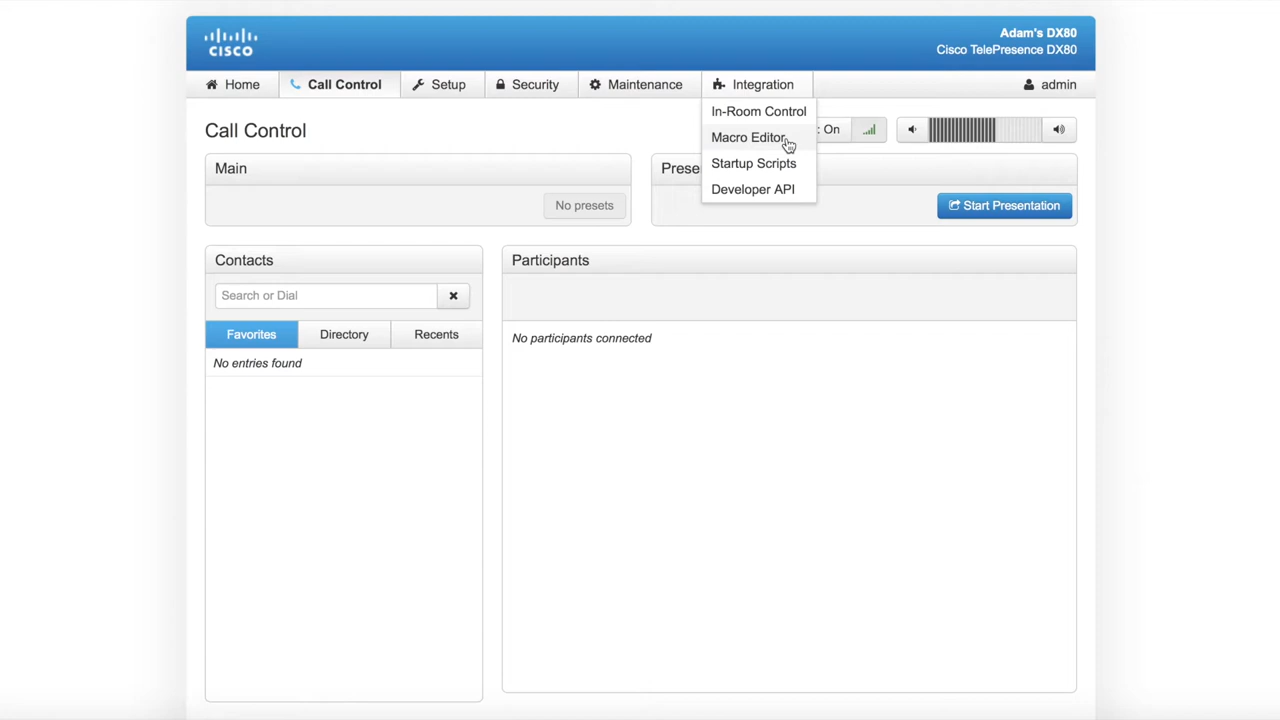 CISCO
Adam's DX80
Cisco TelePresence DX80
Home
Call Control
Setup
Security
Maintenance
Integration
admin
In-Room Control
Macro Editor
Startup Scripts
Developer API
Call Control
: On
Main
Prese
No presets
Start Presentation
Contacts
Search or Dial
Favorites
Directory
Recents
No entries found
Participants
No participants connected